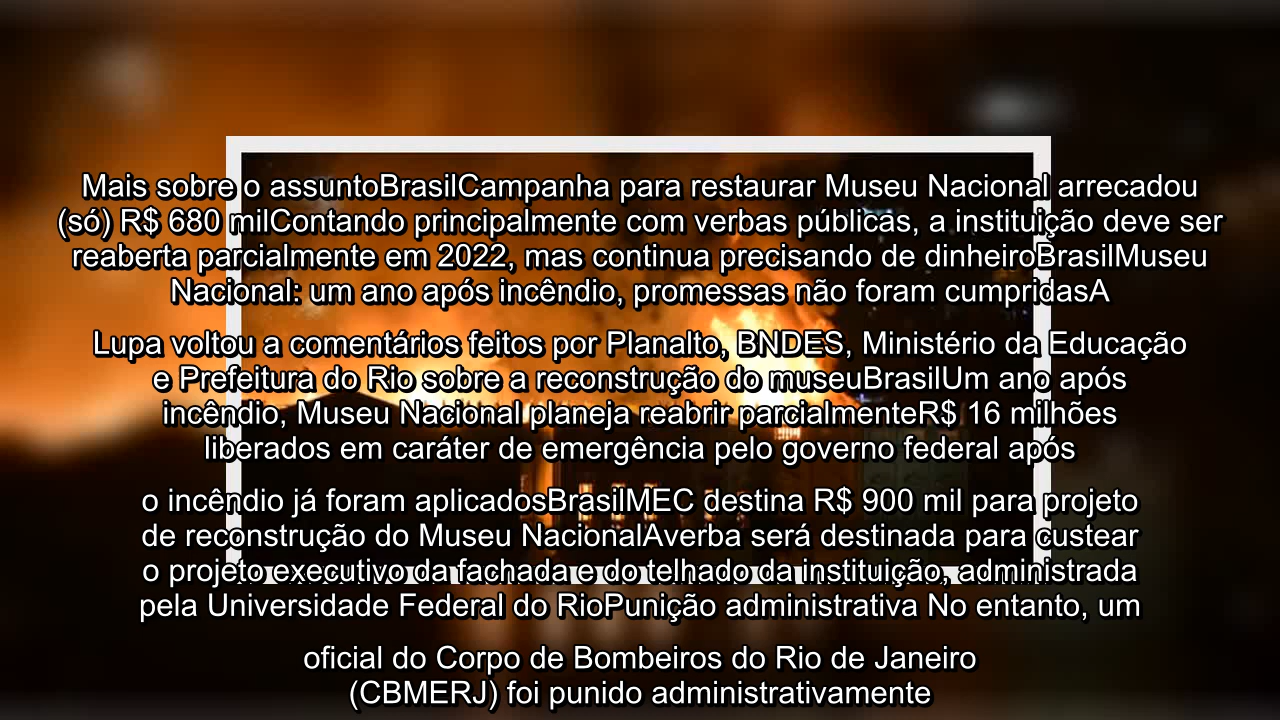 Mais sobre o assuntoBrasilCampanha para restaurar Museu Nacional arrecadou
(só) R$ 680 milContando principalmente com verbas públicas, a instituição deve ser
reaberta parcialmente em 2022, mas continua precisando de dinheiroBrasilMuseu
Nacional: um ano após incêndio, promessas não foram cumpridasA
Lupa voltou a comentários feitos por Planalto, BNDES, Ministério da Educação
e Prefeitura do Rio sobre a reconstrução do museuBrasilUm ano após
incêndio, Museu Nacional planeja reabrir parcialmenteR$ 16 milhões
liberados em caráter de emergência pelo governo federal após
o incêndio já foram aplicadosBrasilMEC destina R$ 900 mil para projeto
de reconstrução do Museu NacionalAverba será destinada para custear
o projeto executivo da fachada e do telhado da instituição, administrada
pela Universidade Federal do RioPunição administrativa No entanto, um
oficial do Corpo de Bombeiros do Rio de Janeiro
(CBMERJ) foi punido administrativamente